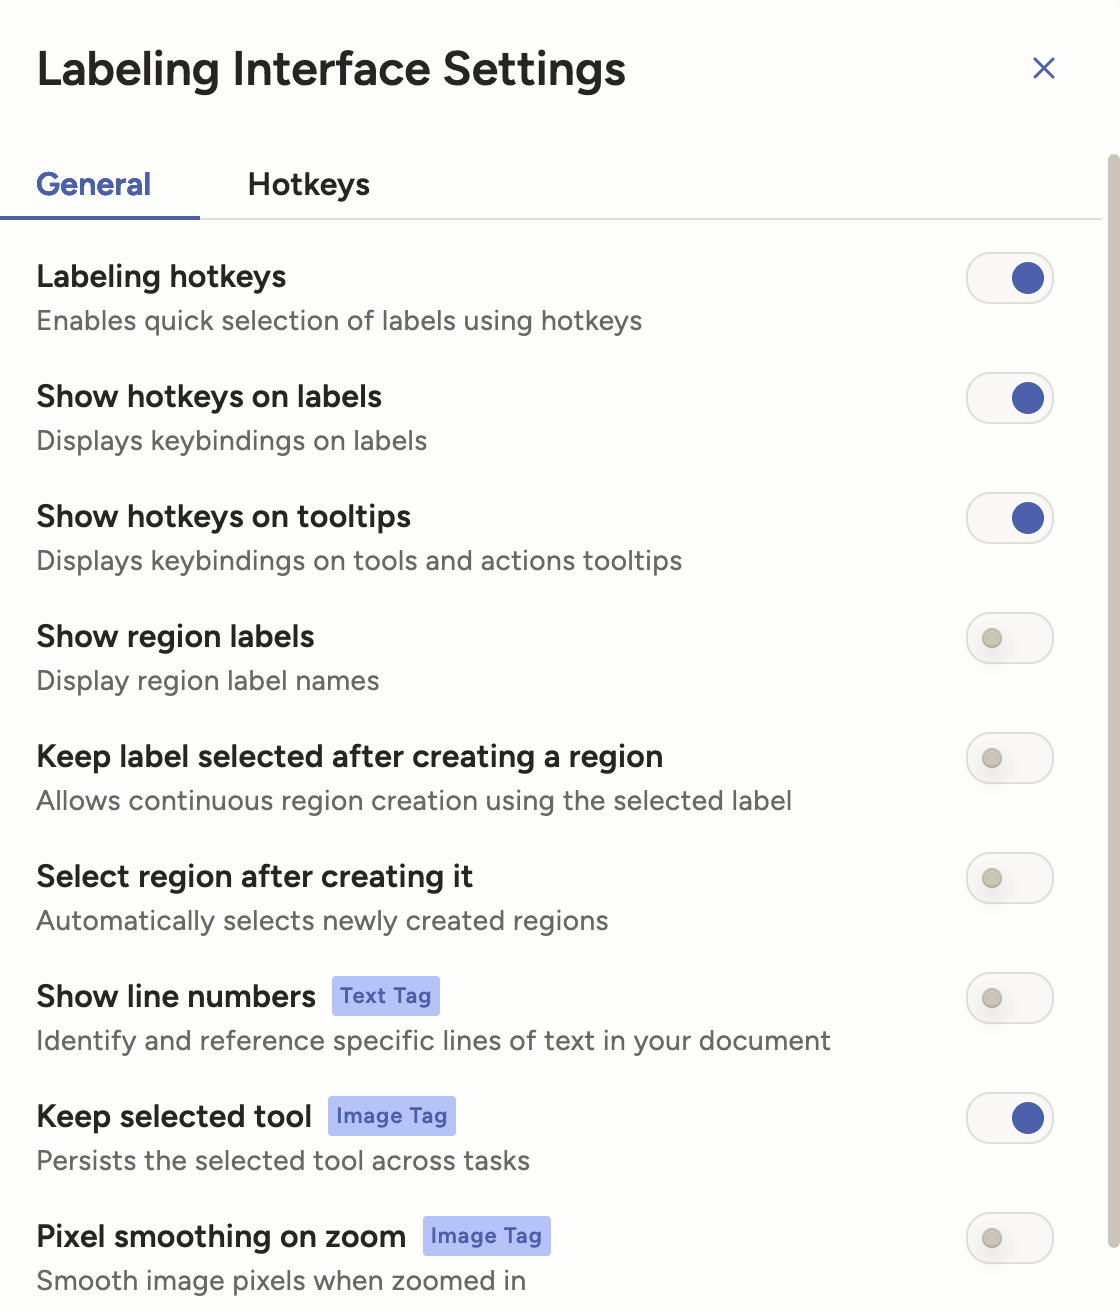 Labeling Interface Settings
General
Hotkeys
Labeling hotkeys
Enables quick selection of labels using hotkeys
Show hotkeys on labels
Displays keybindings on labels
Show hotkeys on tooltips
Displays keybindings on tools and actions tooltips
Show region labels
Display region label names
Keep label selected after creating a region
Allows continuous region creation using the selected label
Select region after creating it
Automatically selects newly created regions
Show line numbers Text Tag
Identify and reference specific lines of text in your document
Keep selected tool Image Tag
Persists the selected tool across tasks
Pixel smoothing on zoom Image Tag
Smooth image pixels when zoomed in